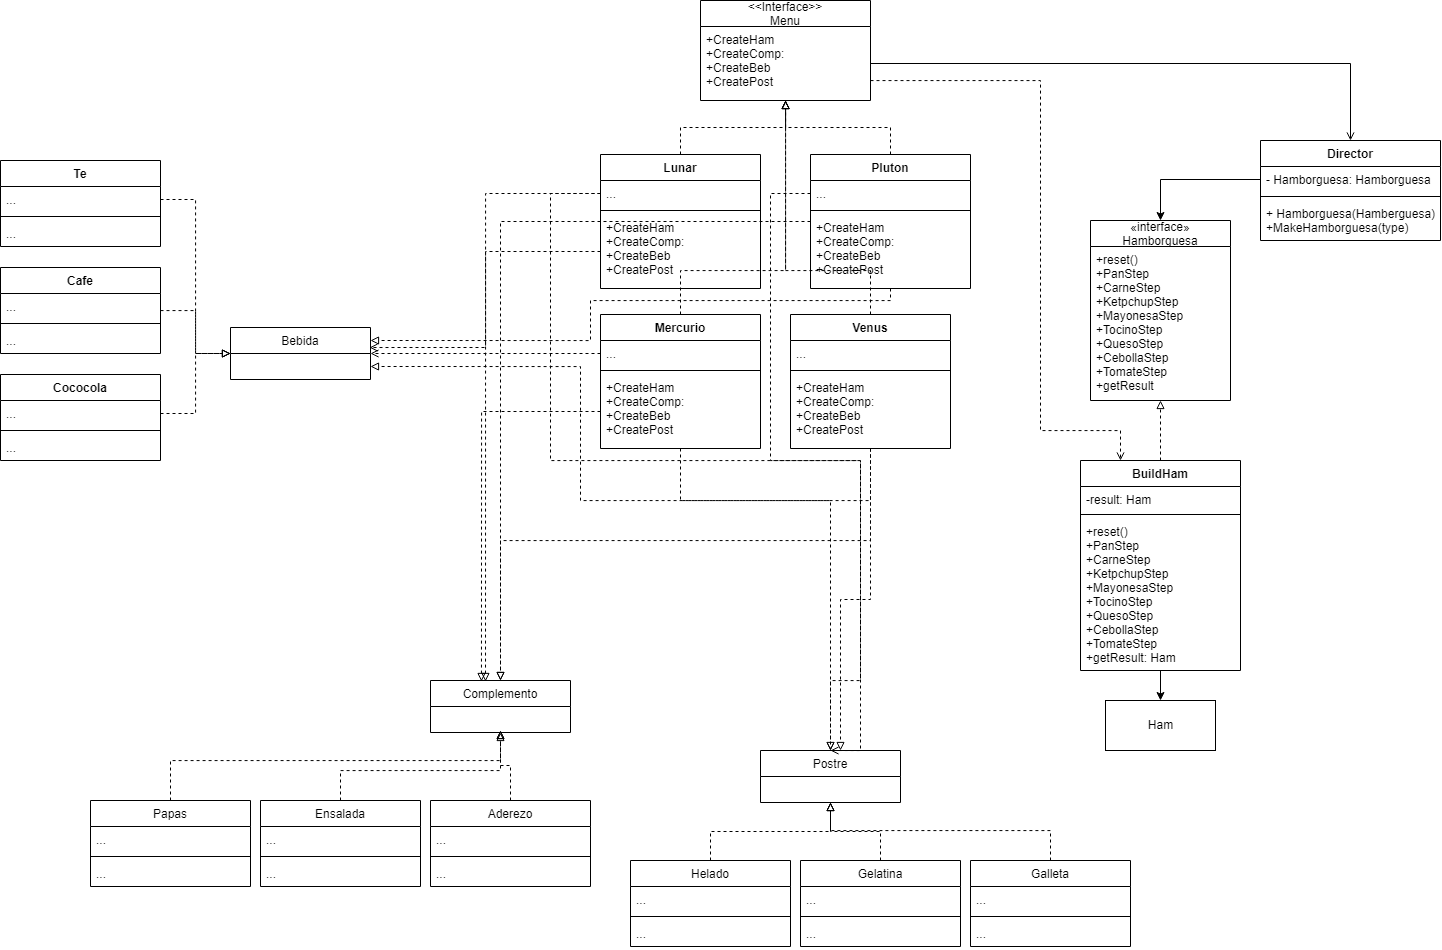 <<Interface>>
Menu
+CreateHam
+CreateComp:
+CreateBeb
+CreatePost
Te
...
...
Cafe
...
...
Cococola
...
...
Bebida
Lunar
...
+CreateHam
+CreateComp:
+CreateBeb
+CreatePost
Pluton
...
+CreateHam
+CreateComp:
+CreateBeb
+CreatePost
Mercurio
...
+CreateHam
+CreateComp:
+CreateBeb
+CreatePost
Venus
...
+CreateHam
+CreateComp:
+CreateBeb
+CreatePost
Director
- Hamborguesa: Hamborguesa
+ Hamborguesa(Hamberguesa)
+MakeHamborguesa(type)
«interface»
Hamborguesa
+reset()
+PanStep
+CarneStep
+KetpchupStep
+MayonesaStep
+TocinoStep
+QuesoStep
+CebollaStep
+TomateStep
+getResult
BuildHam
-result: Ham
+reset()
+PanStep
+CarneStep
+KetpchupStep
+MayonesaStep
+TocinoStep
+QuesoStep
+CebollaStep
+TomateStep
+getResult: Ham
Ham
Complemento
Papas
...
...
Ensalada
...
...
Aderezo
...
...
Postre
Helado
...
...
Gelatina
...
...
Galleta
...
...